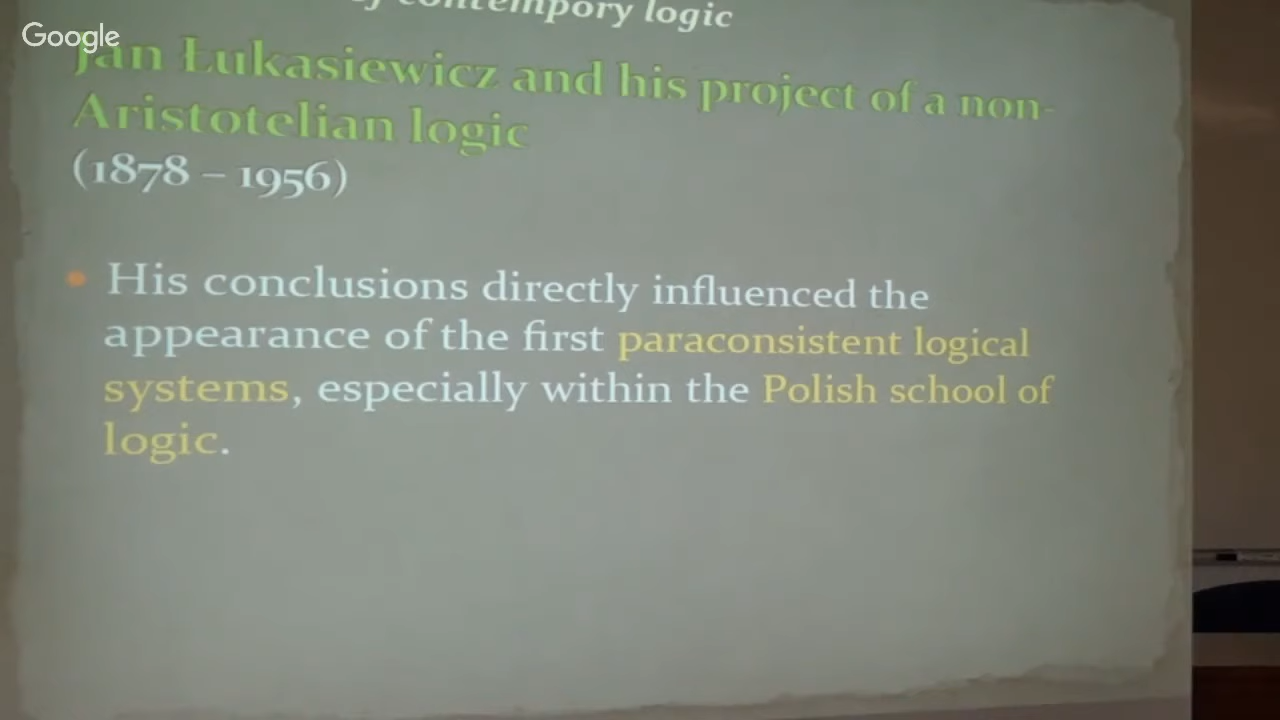 Google
of contempory logic
Jan Łukasiewicz and his project of a non-
Aristotelian logic
(1878 – 1956)
• His conclusions directly influenced the
appearance of the first paraconsistent logical
systems, especially within the Polish school of
logic.